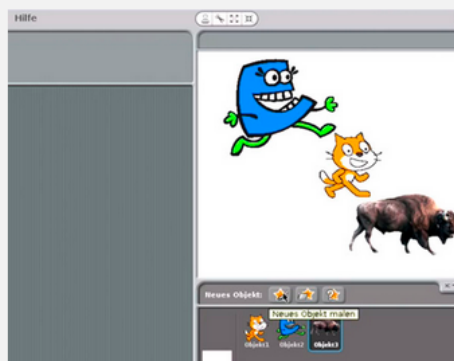 Hilfe
Neues Objekt:
Neues Objekt malen
Objekt1 Objekt2 Objekt3